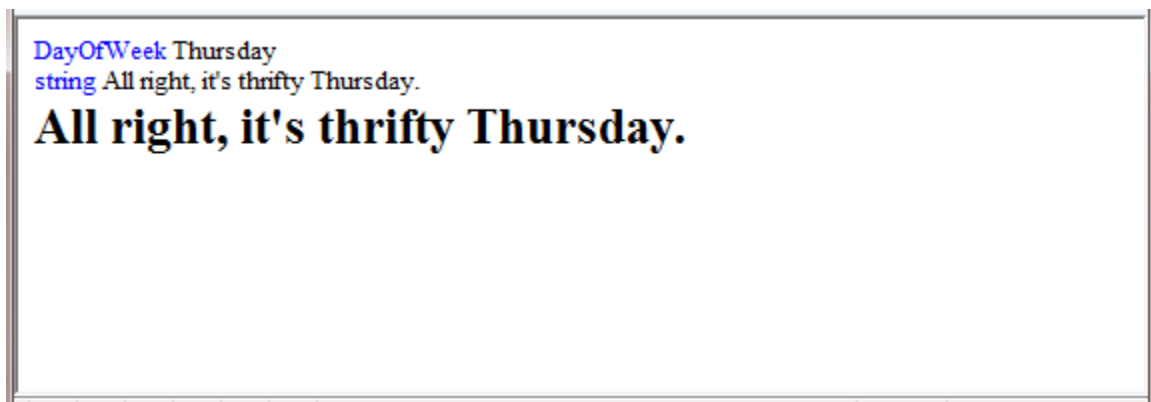 DayOfWeek Thursday
string All right, it's thrifty Thursday.
All right, it's thrifty Thursday.